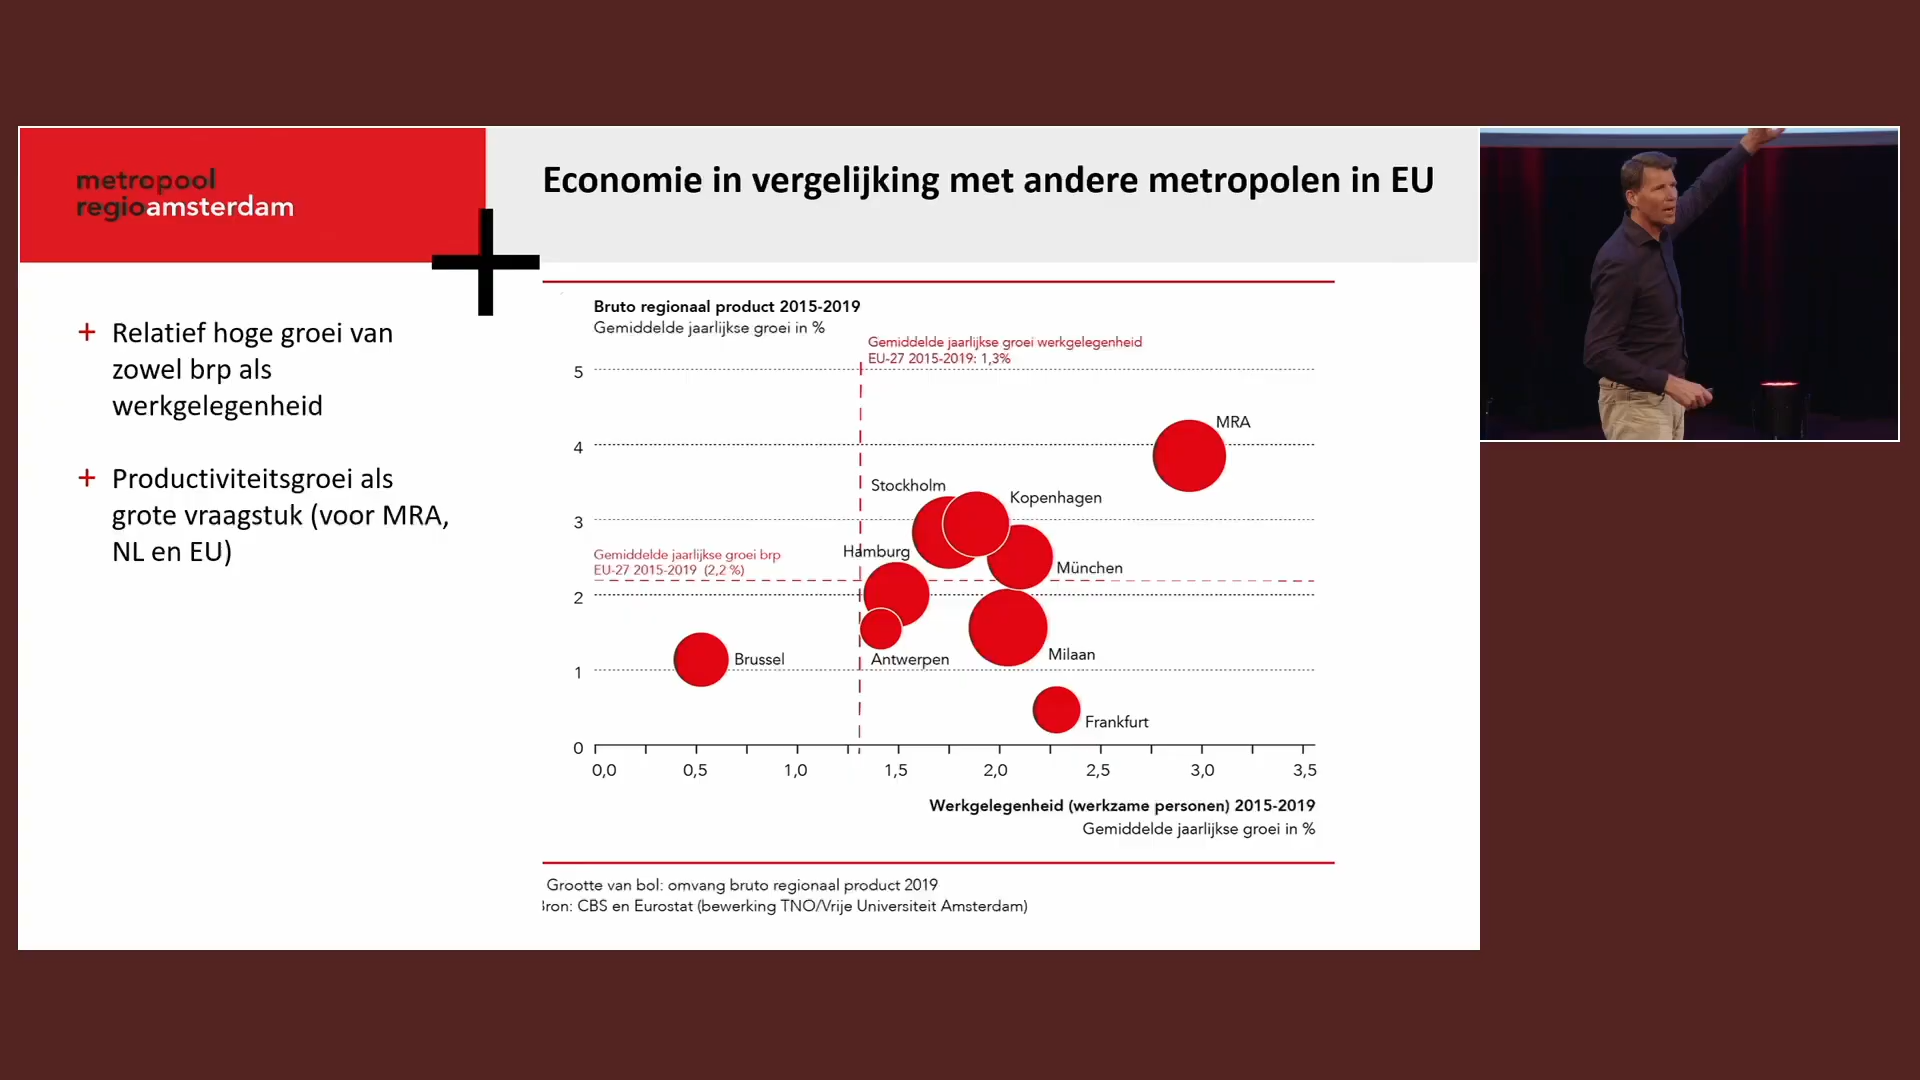 metropool
regioamsterdam
Economie in vergelijking met andere metropolen in EU
+ Relatief hoge groei van
zowel brp als
werkgelegenheid
+ Productiviteitsgroei als
grote vraagstuk (voor MRA,
NL en EU)
Bruto regionaal product 2015-2019
Gemiddelde jaarlijkse groei in %
Gemiddelde jaarlijkse groei werkgelegenheid
EU-27 2015-2019: 1,3%
5
MRA
4
Stockholm
Kopenhagen
3
Hamburg
Gemiddelde jaarlijkse groei brp
EU-27 2015-2019 (2,2 %)
München
2
Milaan
Brussel
Antwerpen
1
Frankfurt
0
0,0 0,5 1,0 1,5 2,0 2,5 3,0 3,5
Werkgelegenheid (werkzame personen) 2015-2019
Gemiddelde jaarlijkse groei in %
Grootte van bol: omvang bruto regionaal product 2019
ron: CBS en Eurostat (bewerking TNO/Vrije Universiteit Amsterdam)